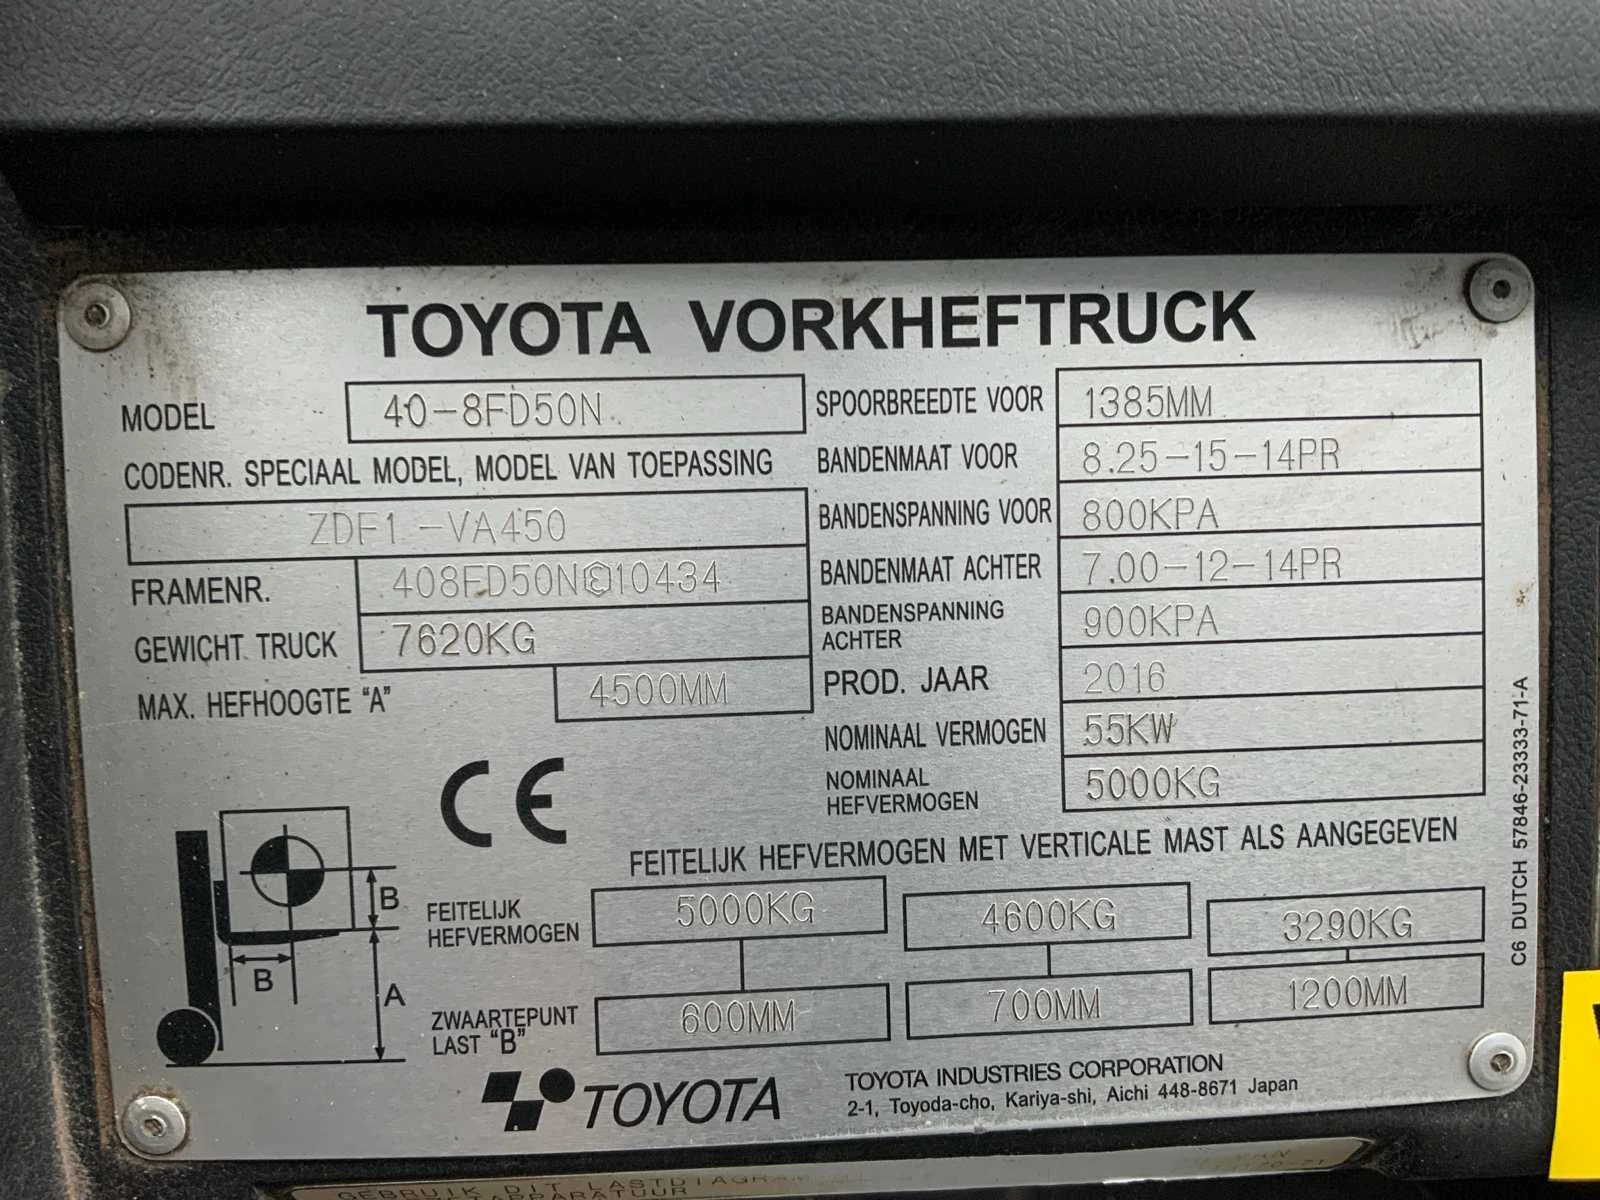 TOYOTA VORKHEFTRUCK
MODEL 40-8FD50N
CODENR. SPECIAAL MODEL, MODEL VAN TOEPASSING
ZDF1-VA450
FRAMENR. 408FD50NⒺ10434
GEWICHT TRUCK 7620KG
MAX. HEFHOOGTE "A" 4500MM
SPOORBREEDTE VOOR 1385MM
BANDENMAAT VOOR 8.25-15-14PR
BANDENSPANNING VOOR 800KPA
BANDENMAAT ACHTER 7.00-12-14PR
BANDENSPANNING
ACHTER 900KPA
PROD. JAAR 2016
NOMINAAL VERMOGEN 55KW
NOMINAAL
HEFVERMOGEN 5000KG
CE
FEITELIJK HEFVERMOGEN MET VERTICALE MAST ALS AANGEGEVEN
B
B
A
FEITELIJK
HEFVERMOGEN 5000KG 4600KG 3290KG
ZWAARTEPUNT
LAST "B" 600MM 700MM 1200MM
TOYOTA
TOYOTA INDUSTRIES CORPORATION
2-1, Toyoda-cho, Kariya-shi, Aichi 448-8671 Japan
C6 DUTCH 57846-23333-71-A
GEBRUIK DIT